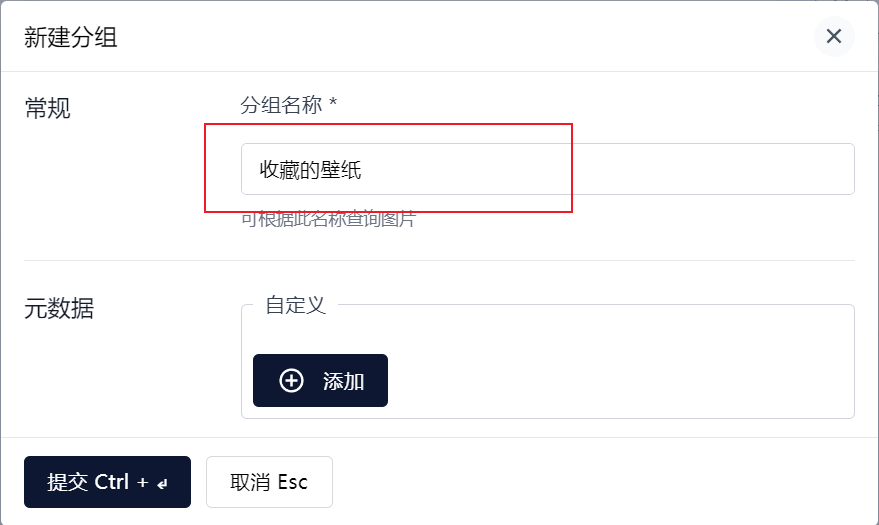 新建分组
常规
分组名称 *
收藏的壁纸
可根据此名称查询图片
元数据
自定义
添加
提交 Ctrl + ↵
取消 Esc